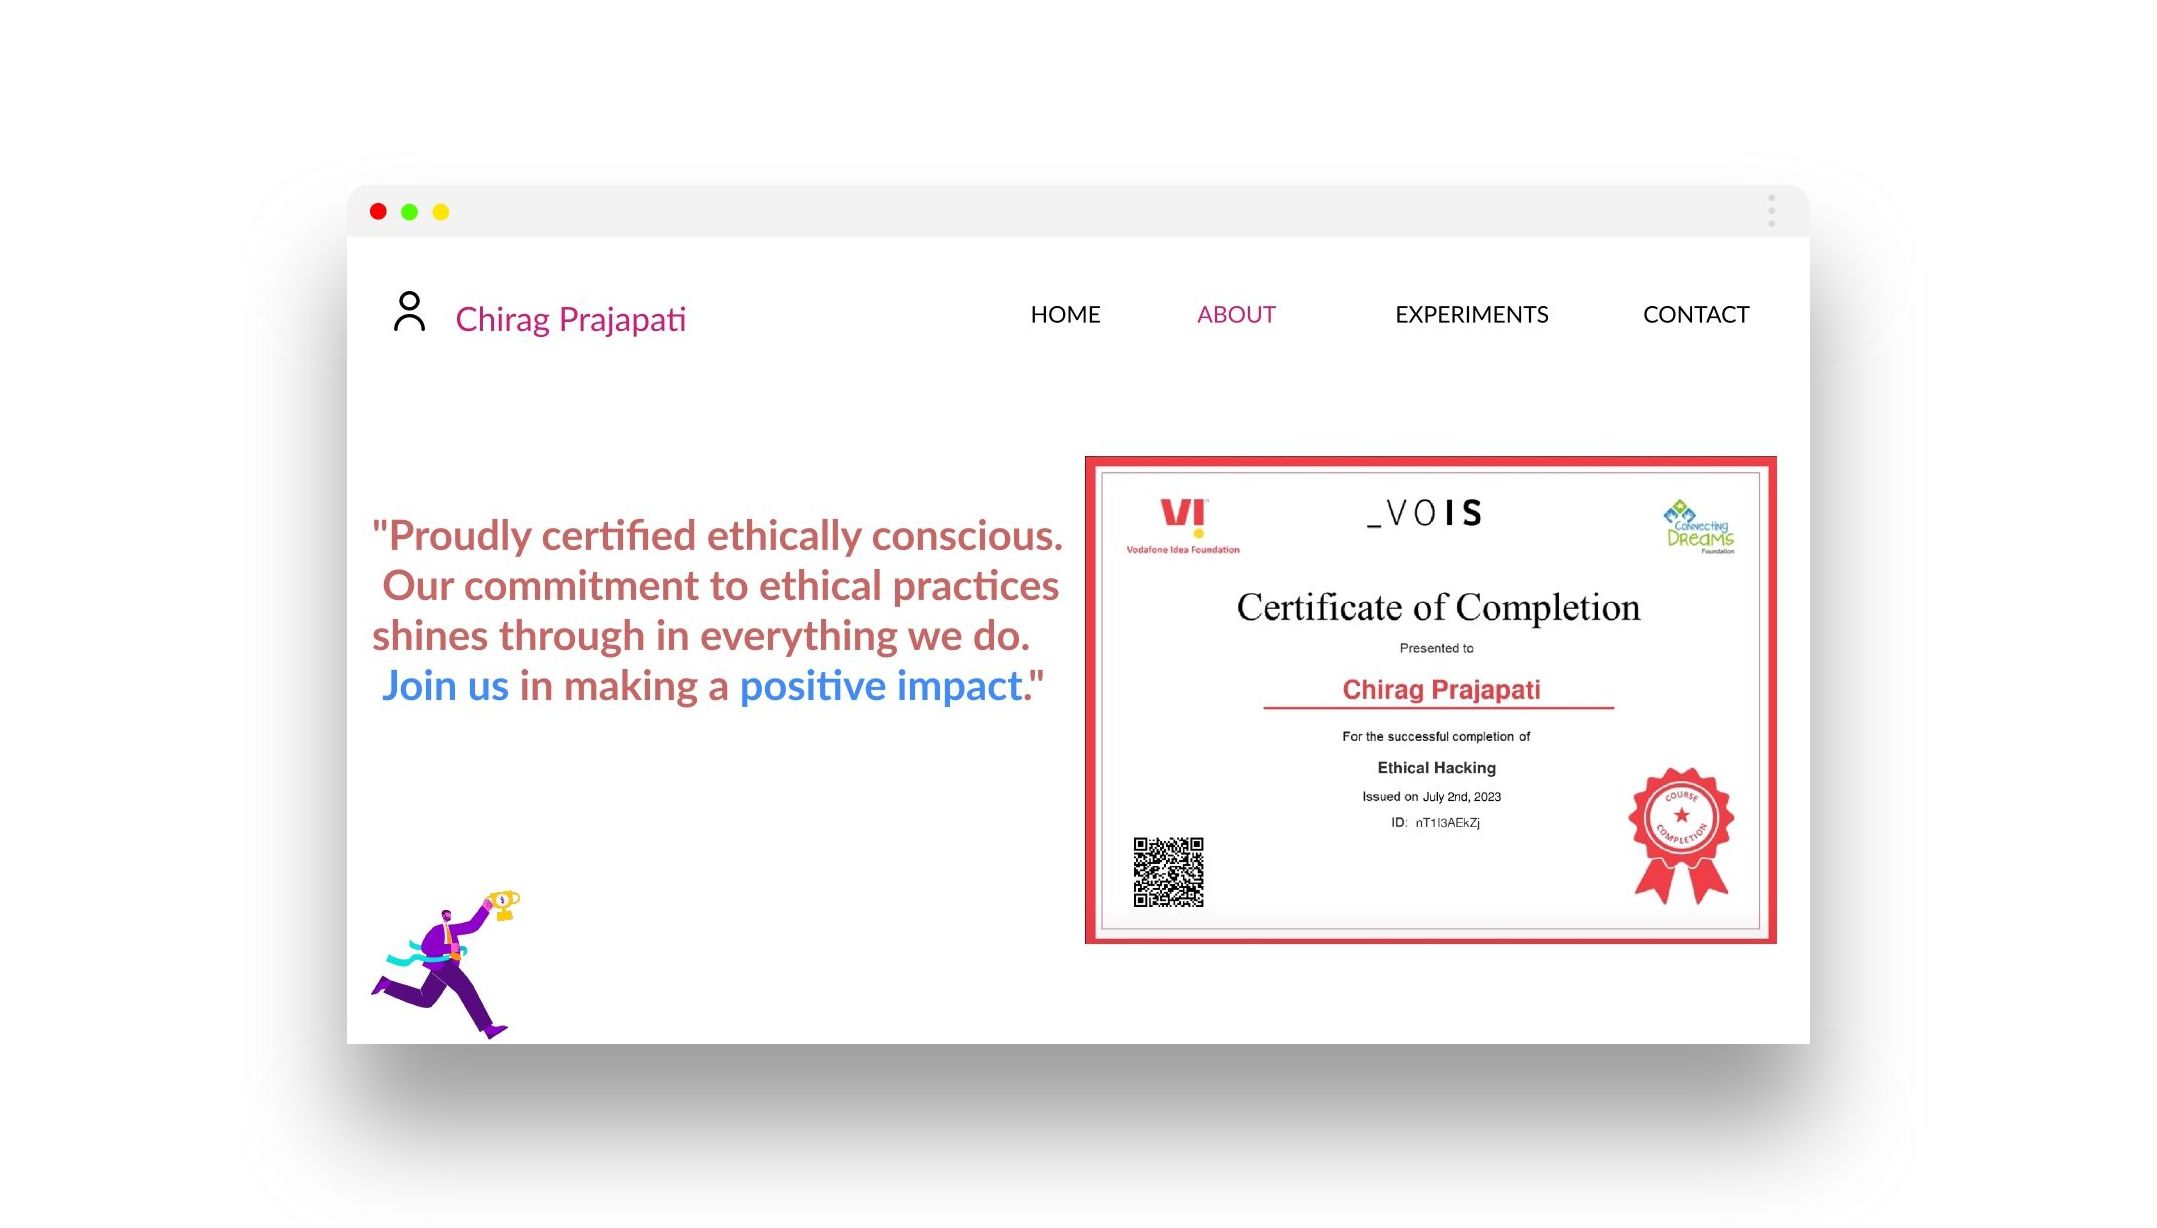 Chirag Prajapati
HOME
ABOUT
EXPERIMENTS
CONTACT
"Proudly certified ethically conscious.
Our commitment to ethical practices
shines through in everything we do.
Join us in making a positive impact."
VI
Vodafone Idea Foundation
_VOIS
Connecting
Dreams
Foundation
Certificate of Completion
Presented to
Chirag Prajapati
For the successful completion of
Ethical Hacking
Issued on July 2nd, 2023
ID: nT1I3AEkZj
COURSE
COMPLETION